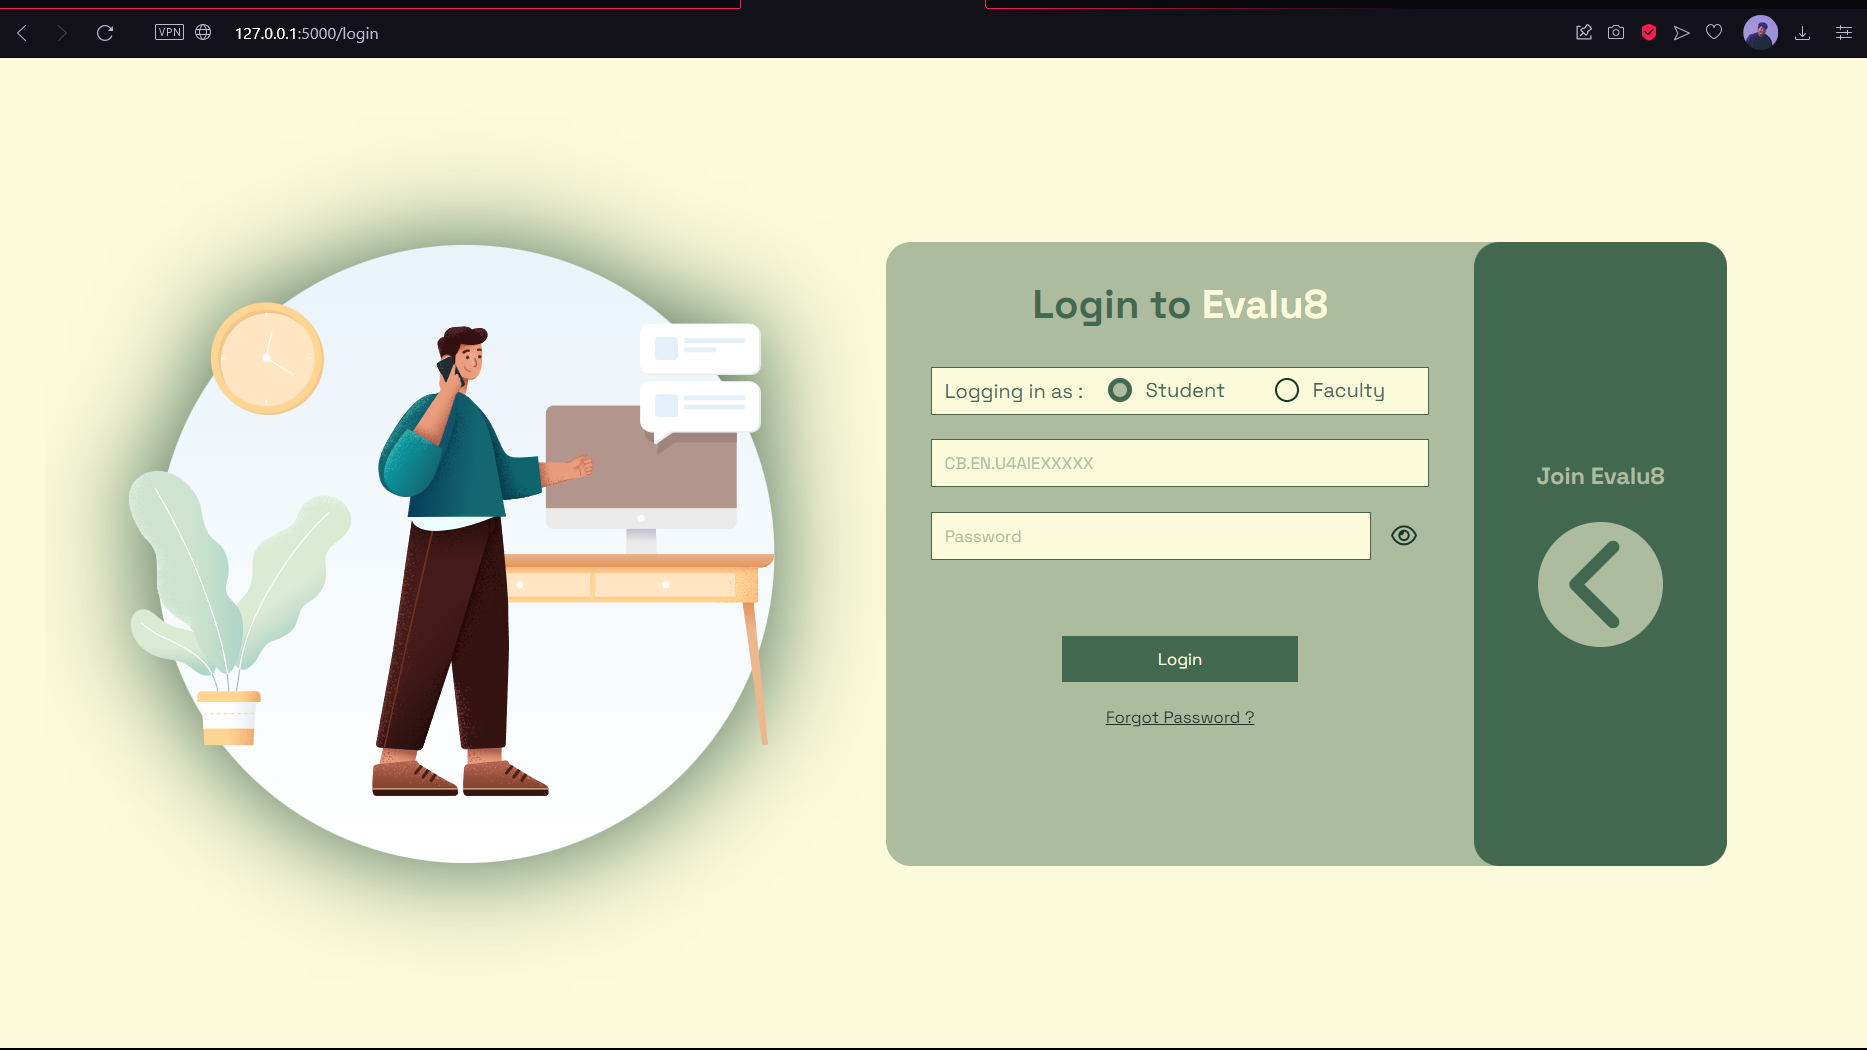 VPN
127.0.0.1:5000/login
Login to Evalu8
Logging in as : Student Faculty
CB.EN.U4AIEXXXXX
Password
Login
Forgot Password ?
Join Evalu8